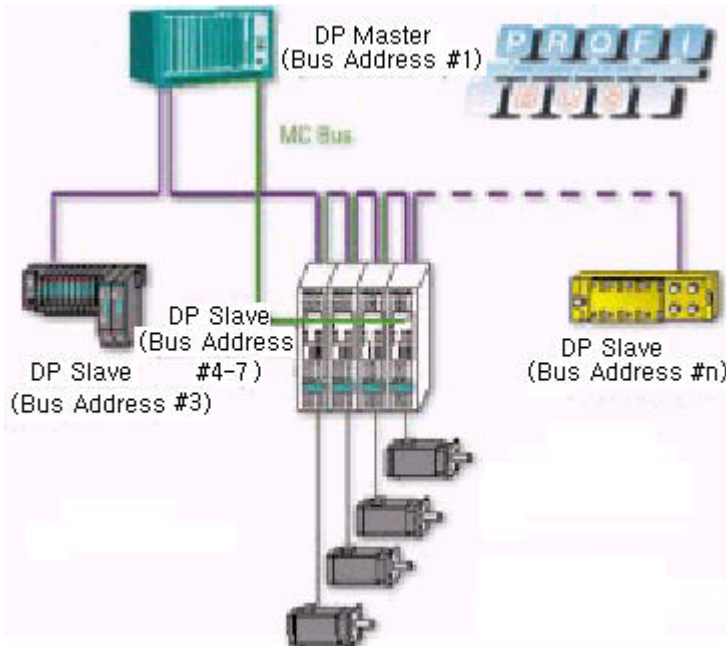 DP Master
(Bus Address #1)
PROFI
BUS
MC Bus
DP Slave
(Bus Address
#4-7)
DP Slave
(Bus Address #3)
DP Slave
(Bus Address #n)